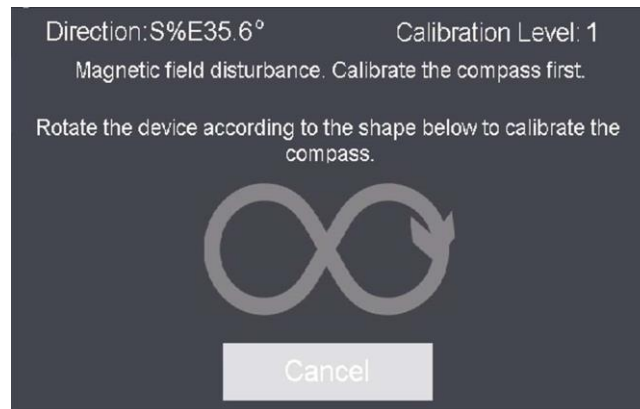 Direction:S%E35.6° Calibration Level: 1
Magnetic field disturbance. Calibrate the compass first.
Rotate the device according to the shape below to calibrate the
compass.
Cancel